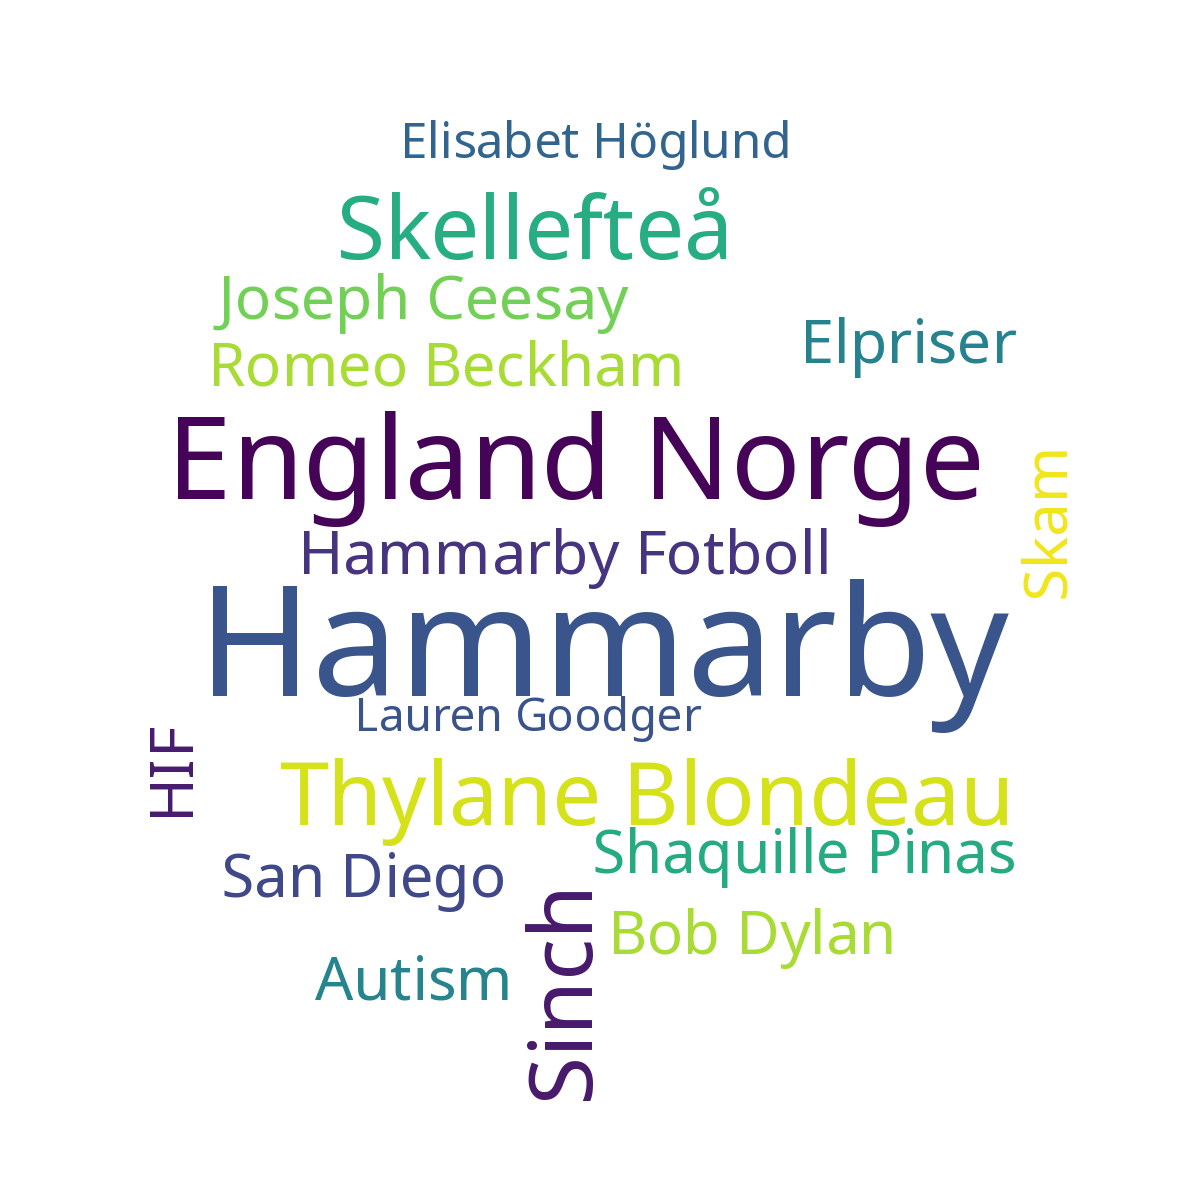 Elisabet Höglund
Skellefteå
Joseph Ceesay
Elpriser
Romeo Beckham
England Norge
Skam
Hammarby Fotboll
Hammarby
Lauren Goodger
HIF
Thylane Blondeau
Shaquille Pinas
San Diego
Sinch
Bob Dylan
Autism